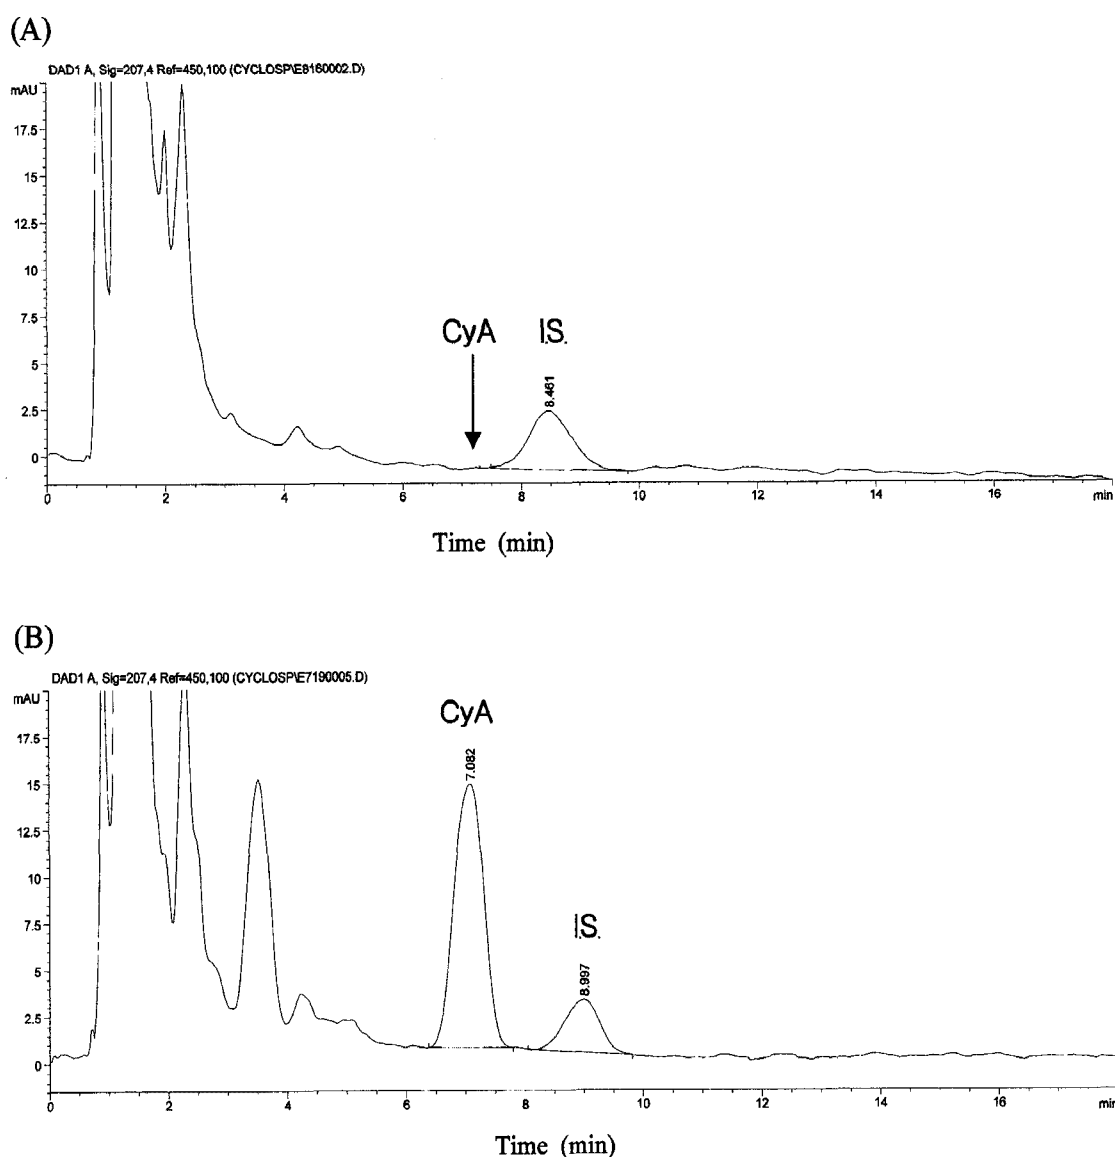 (A)
DAD1 A, Sig=207,4 Ref=450,100 (CYCLOSP\E8160002.D)
mAU
17.5
15
12.5
10
7.5
5
2.5
0
CyA I.S.
8.461
0 2 4 6 8 10 12 14 16 min
Time (min)
(B)
DAD1 A, Sig=207,4 Ref=450,100 (CYCLOSP\E7190005.D)
mAU
17.5
15
12.5
10
7.5
5
2.5
0
CyA
7.082
I.S.
8.997
0 2 4 6 8 10 12 14 16 min
Time (min)